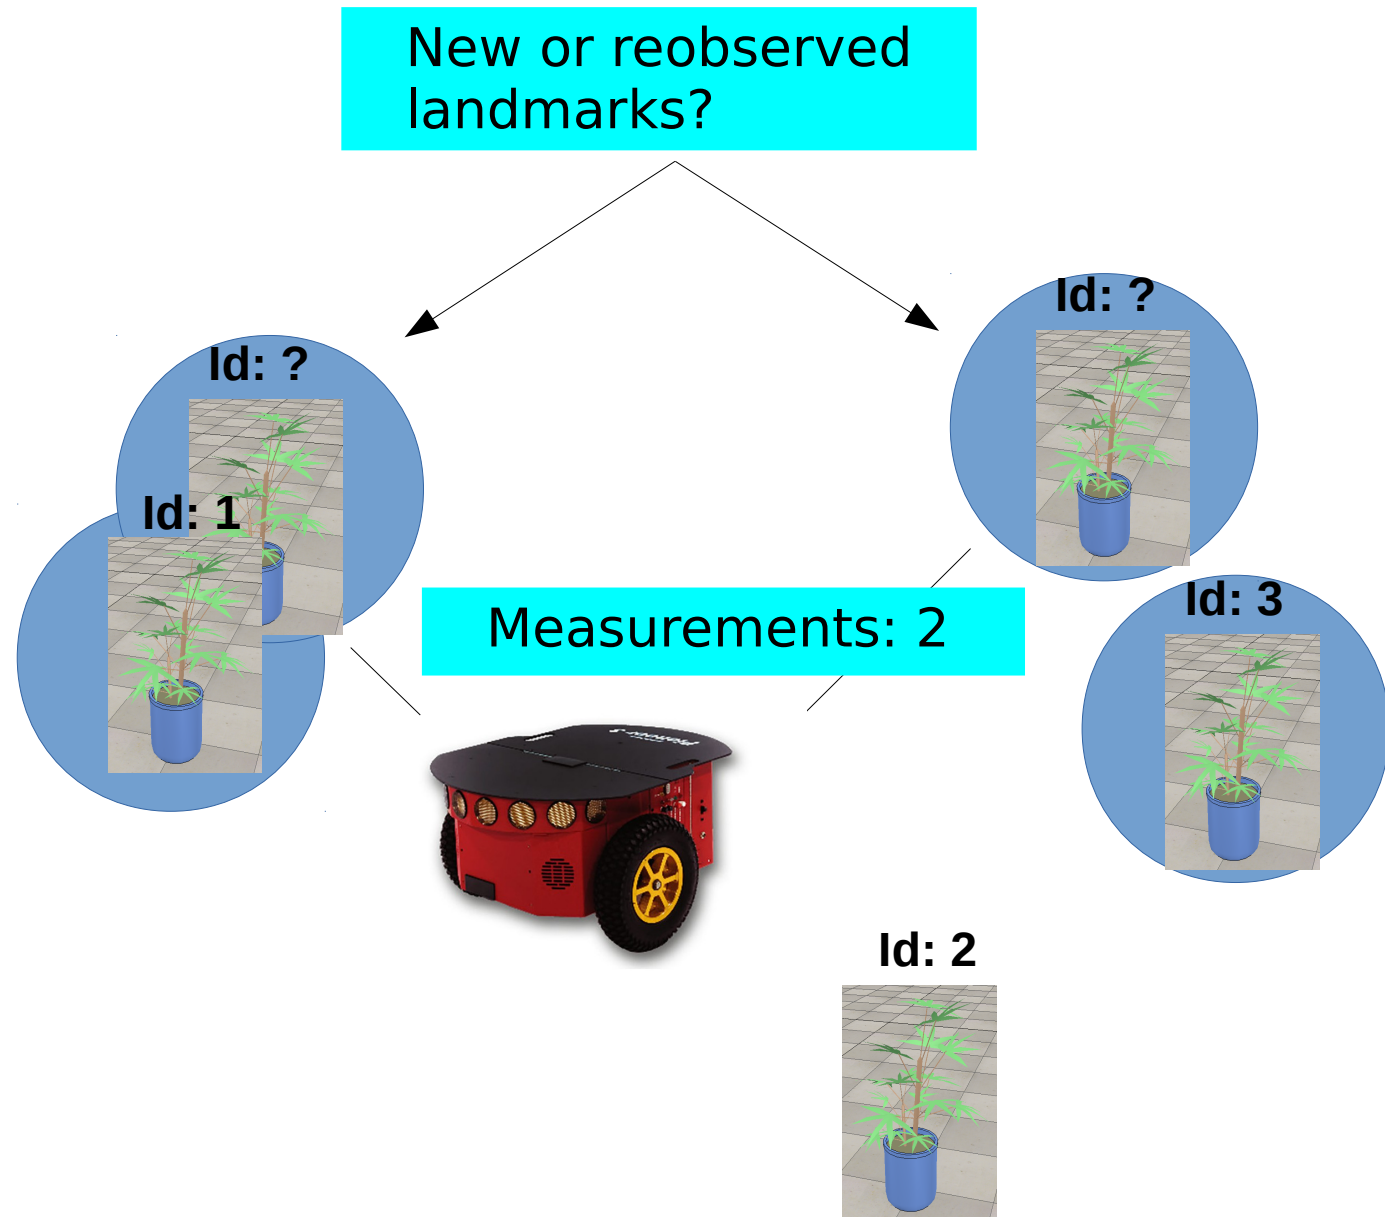 New or reobserved
landmarks?
Id: ?
Id: ?
Id: 1
Id: 3
Measurements: 2
Id: 2